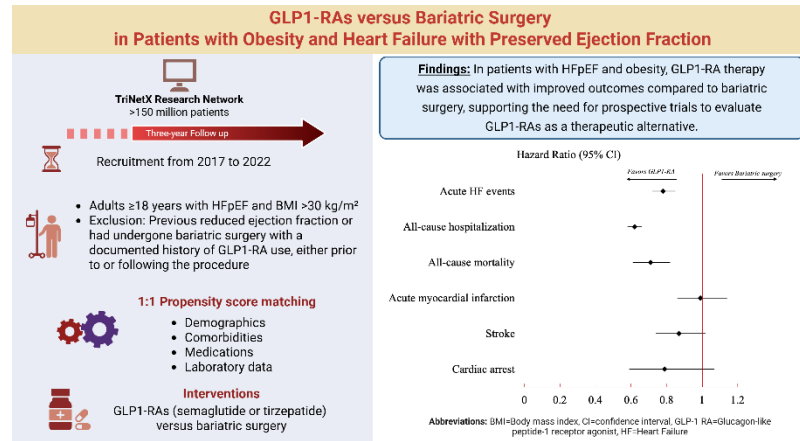 GLP1-RAs versus Bariatric Surgery
in Patients with Obesity and Heart Failure with Preserved Ejection Fraction
TriNetX Research Network
>150 million patients
Three-year Follow up
Recruitment from 2017 to 2022
• Adults ≥18 years with HFpEF and BMI >30 kg/m²
• Exclusion: Previous reduced ejection fraction or
had undergone bariatric surgery with a
documented history of GLP1-RA use, either prior
to or following the procedure
1:1 Propensity score matching
• Demographics
• Comorbidities
• Medications
• Laboratory data
Interventions
GLP1-RAs (semaglutide or tirzepatide)
versus bariatric surgery
Findings: In patients with HFpEF and obesity, GLP1-RA therapy
was associated with improved outcomes compared to bariatric
surgery, supporting the need for prospective trials to evaluate
GLP1-RAs as a therapeutic alternative.
Hazard Ratio (95% CI)
Favors GLP1-RA
Favors Bariatric surgery
Acute HF events
All-cause hospitalization
All-cause mortality
Acute myocardial infarction
Stroke
Cardiac arrest
0 0.2 0.4 0.6 0.8 1 1.2
Abbreviations: BMI=Body mass index, CI=confidence interval, GLP-1 RA=Glucagon-like
peptide-1 receptor agonist, HF=Heart Failure